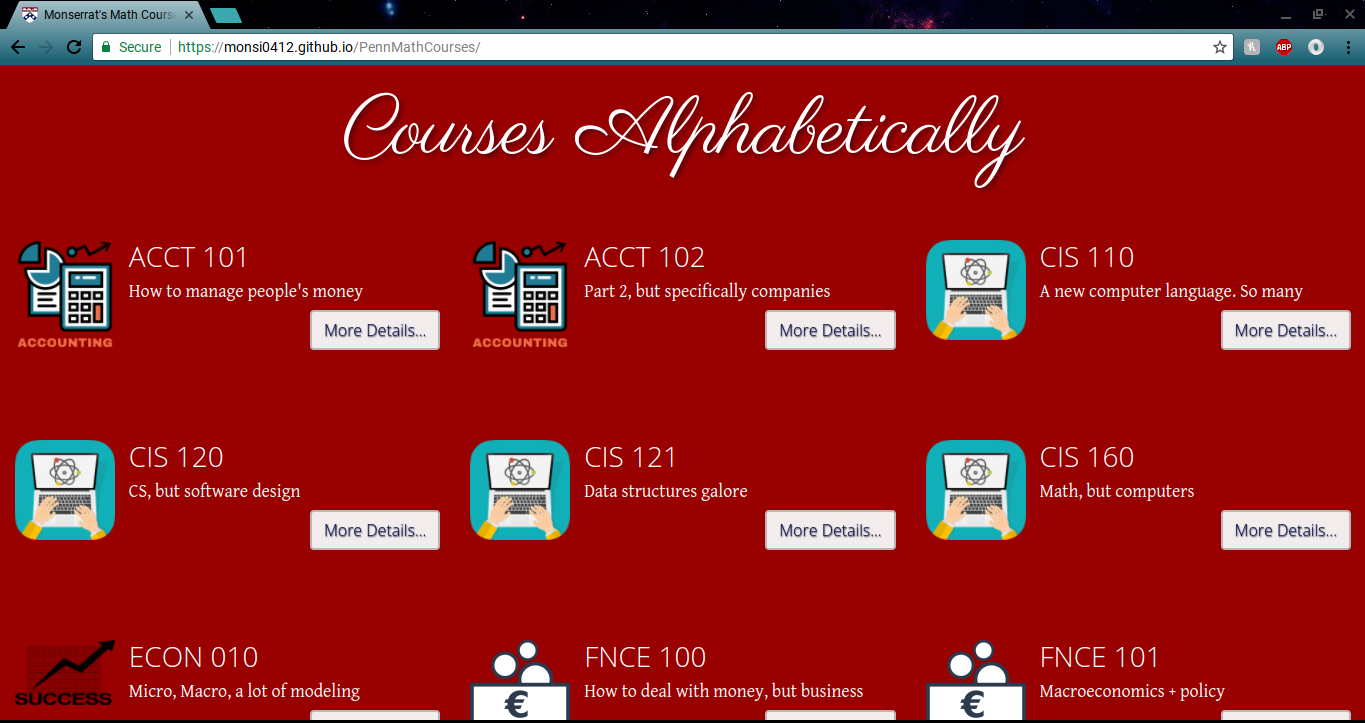 Monserrat's Math Cours
Secure
https://monsi0412.github.io/PennMathCourses/
ABP
Courses Alphabetically
ACCOUNTING
ACCT 101
How to manage people's money
More Details...
ACCOUNTING
ACCT 102
Part 2, but specifically companies
More Details...
CIS 110
A new computer language. So many
More Details...
CIS 120
CS, but software design
More Details...
CIS 121
Data structures galore
More Details...
CIS 160
Math, but computers
More Details...
SUCCESS
ECON 010
Micro, Macro, a lot of modeling
€
FNCE 100
How to deal with money, but business
€
FNCE 101
Macroeconomics + policy